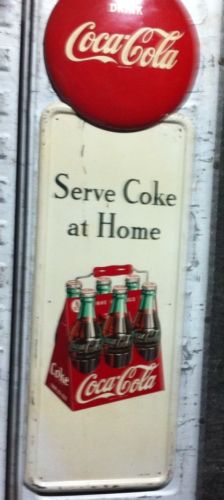 DRINK
Coca-Cola
Serve Coke
at Home
Coke
Coca-Cola